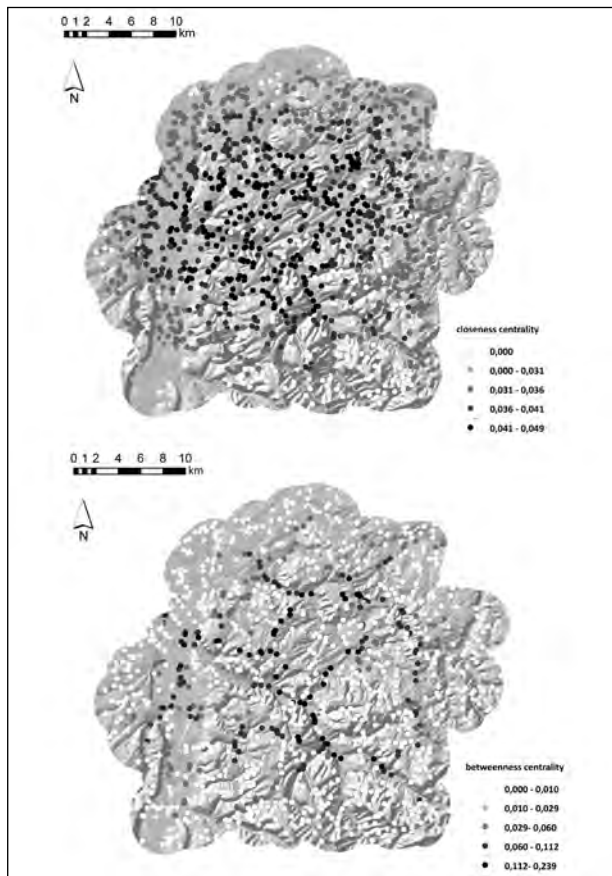 0 1 2 4 6 8 10
km
N
closeness centrality
0,000
0,000 - 0,031
0,031 - 0,036
0,036 - 0,041
0,041 - 0,049
0 1 2 4 6 8 10
km
N
betweenness centrality
0,000 - 0,010
0,010 - 0,029
0,029- 0,060
0,060 - 0,112
0,112- 0,239